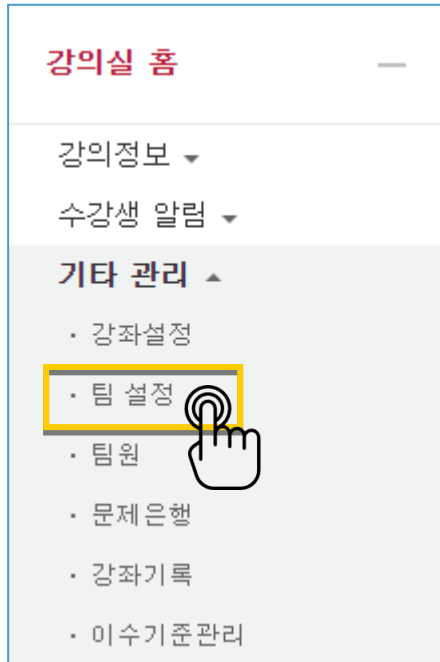 강의실 홈
강의정보
수강생 알림
기타 관리
· 강좌설정
· 팀 설정
· 팀원
· 문제은행
· 강좌기록
· 이수기준관리